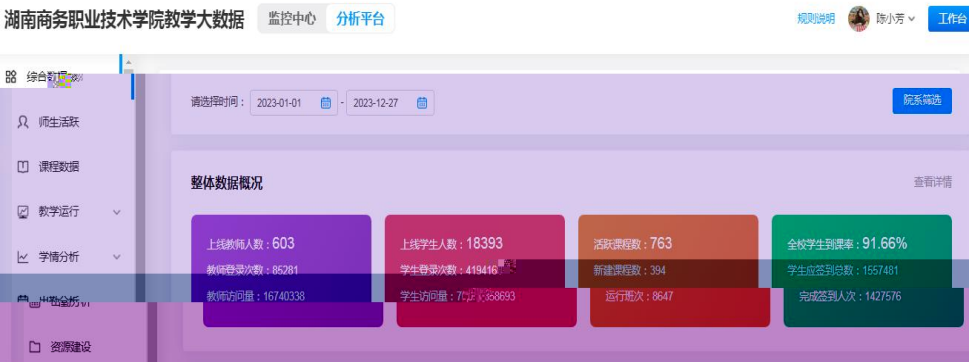 湖南商务职业技术学院教学大数据 监控中心 分析平台 规则说明 陈小芳 工作台
综合数据
师生活跃
课程数据
教学运行
学情分析
资源建设
请选择时间： 2023-01-01 - 2023-12-27 院系筛选
整体数据概况 查看详情
上线教师人数：603
教师登录次数：85281
教师访问量：16740338
上线学生人数：18393
学生登录次数：419416
学生访问量：
活跃课程数：763
新建课程数：394
运行班次：8647
全校学生到课率：91.66%
学生应签到总数：1557481
完成签到人次：1427576